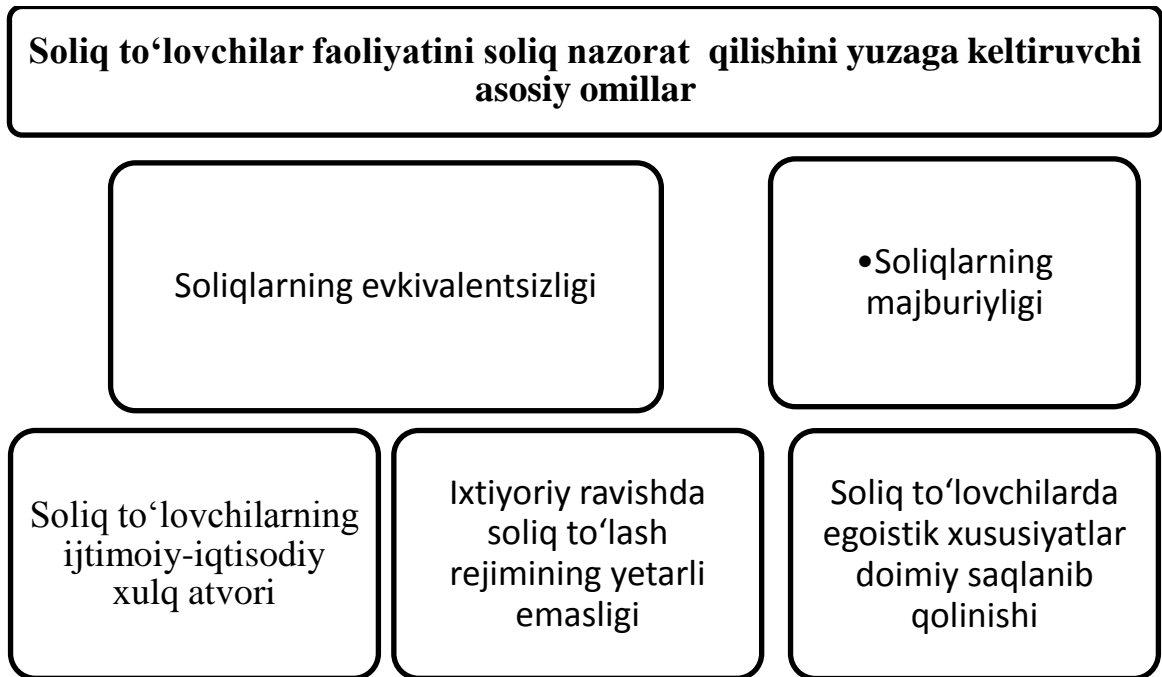 Soliq to‘lovchilar faoliyatini soliq nazorat qilishini yuzaga keltiruvchi
asosiy omillar
Soliqlarning evkivalentsizligi
•Soliqlarning
majburiyligi
Soliq to‘lovchilarning
ijtimoiy-iqtisodiy
xulq atvori
Ixtiyoriy ravishda
soliq to‘lash
rejimining yetarli
emasligi
Soliq to‘lovchilarda
egoistik xususiyatlar
doimiy saqlanib
qolinishi